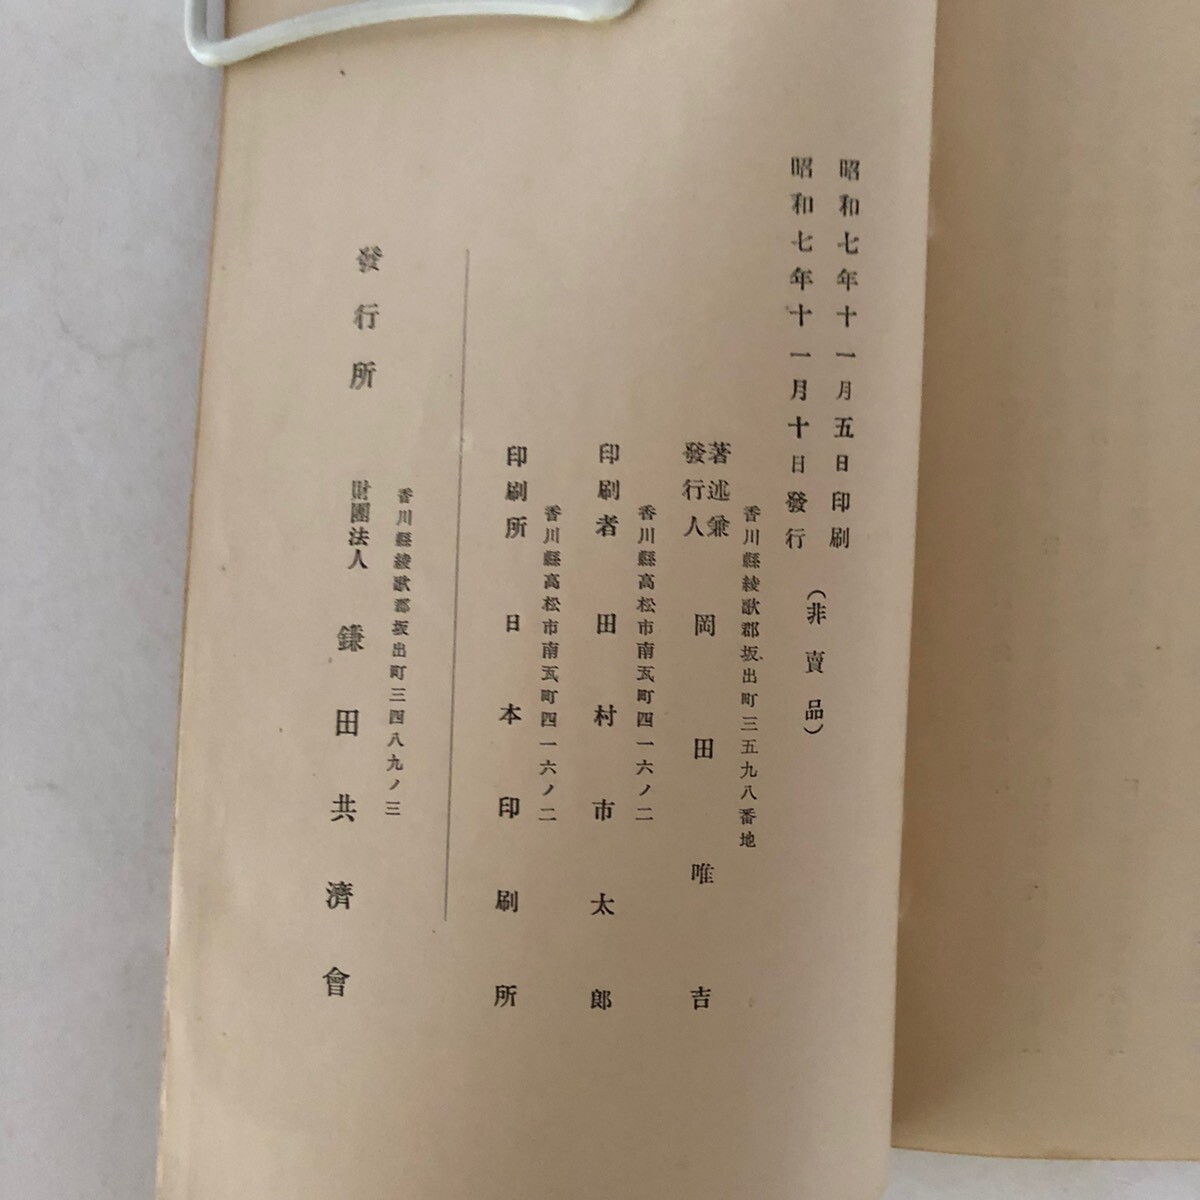 昭和七年十一月五日印刷
昭和七年十一月十日發行
（非賣品）
香川縣綾歌郡坂出町三五九八番地
著述兼
發行人 岡田唯吉
香川縣高松市南瓦町四一六ノ二
印刷者 田村市太郎
香川縣高松市南瓦町四一六ノ二
印刷所 日本印刷所
香川縣綾歌郡坂出町三四八九ノ三
發行所 財團法人 鎌田共濟會